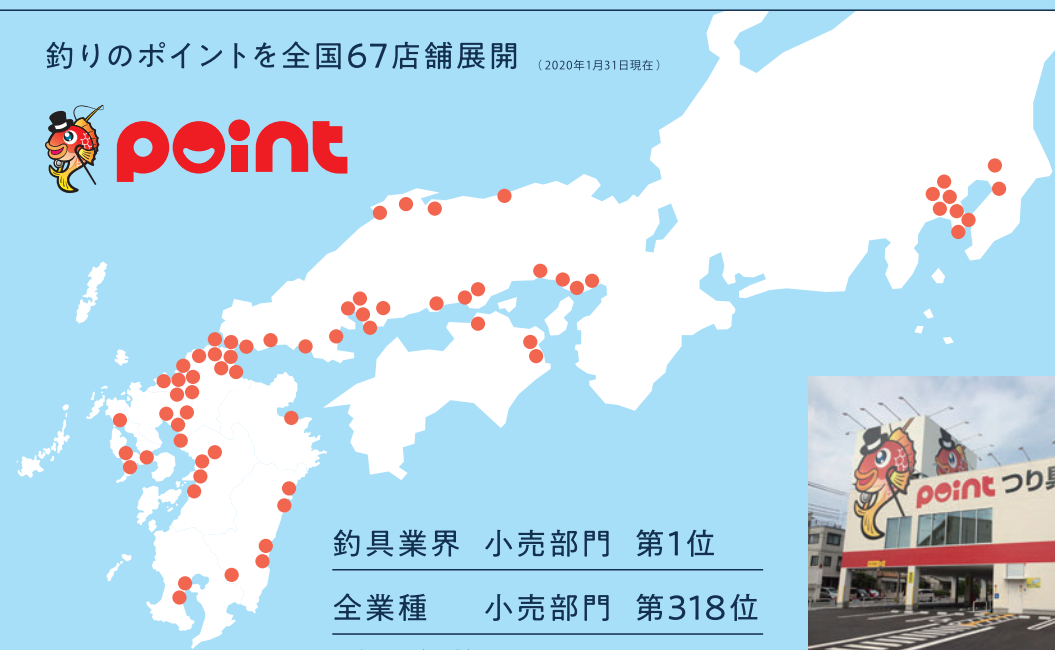 釣りのポイントを全国67店舗展開 （2020年1月31日現在）
point
釣具業界 小売部門 第1位
全業種 小売部門 第318位
point つり具